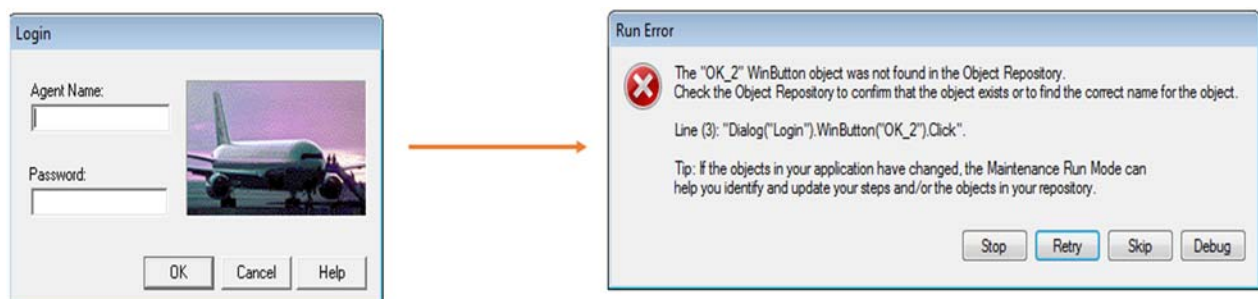 Login
Agent Name:
Password:
OK
Cancel
Help
Run Error
The "OK_2" WinButton object was not found in the Object Repository.
Check the Object Repository to confirm that the object exists or to find the correct name for the object.
Line (3): "Dialog("Login").WinButton("OK_2").Click".
Tip: If the objects in your application have changed, the Maintenance Run Mode can
help you identify and update your steps and/or the objects in your repository.
Stop
Retry
Skip
Debug